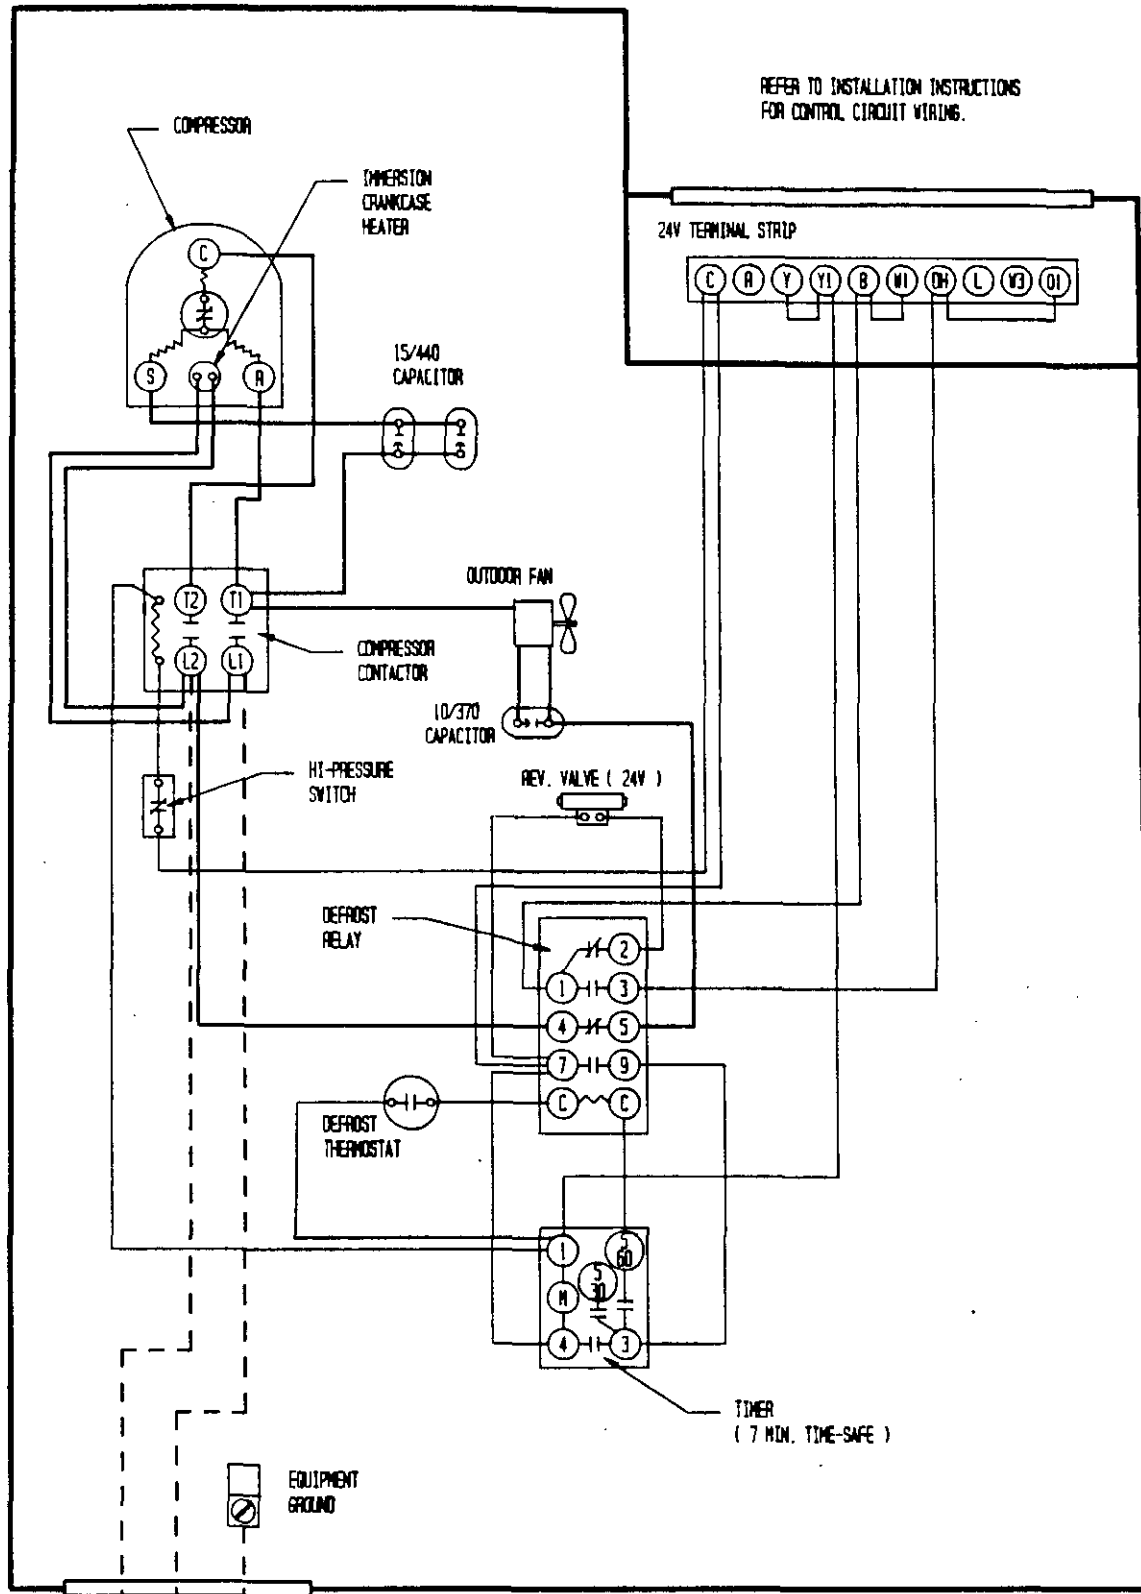 REFER TO INSTALLATION INSTRUCTIONS
FOR CONTROL CIRCUIT WIRING.
COMPRESSOR
IMMERSION
CRANKCASE
HEATER
24V TERMINAL STRIP
C R Y Y1 B W1 OH L W3 O1
C
S R
15/440
CAPACITOR
T2 T1
L2 L1
OUTDOOR FAN
COMPRESSOR
CONTACTOR
10/370
CAPACITOR
HI-PRESSURE
SWITCH
REV. VALVE ( 24V )
DEFROST
RELAY
2
1 3
4 5
7 9
C C
DEFROST
THERMOSTAT
1 5 60
5 30
M
4 3
TIMER
( 7 MIN. TIME-SAFE )
EQUIPMENT
GROUND